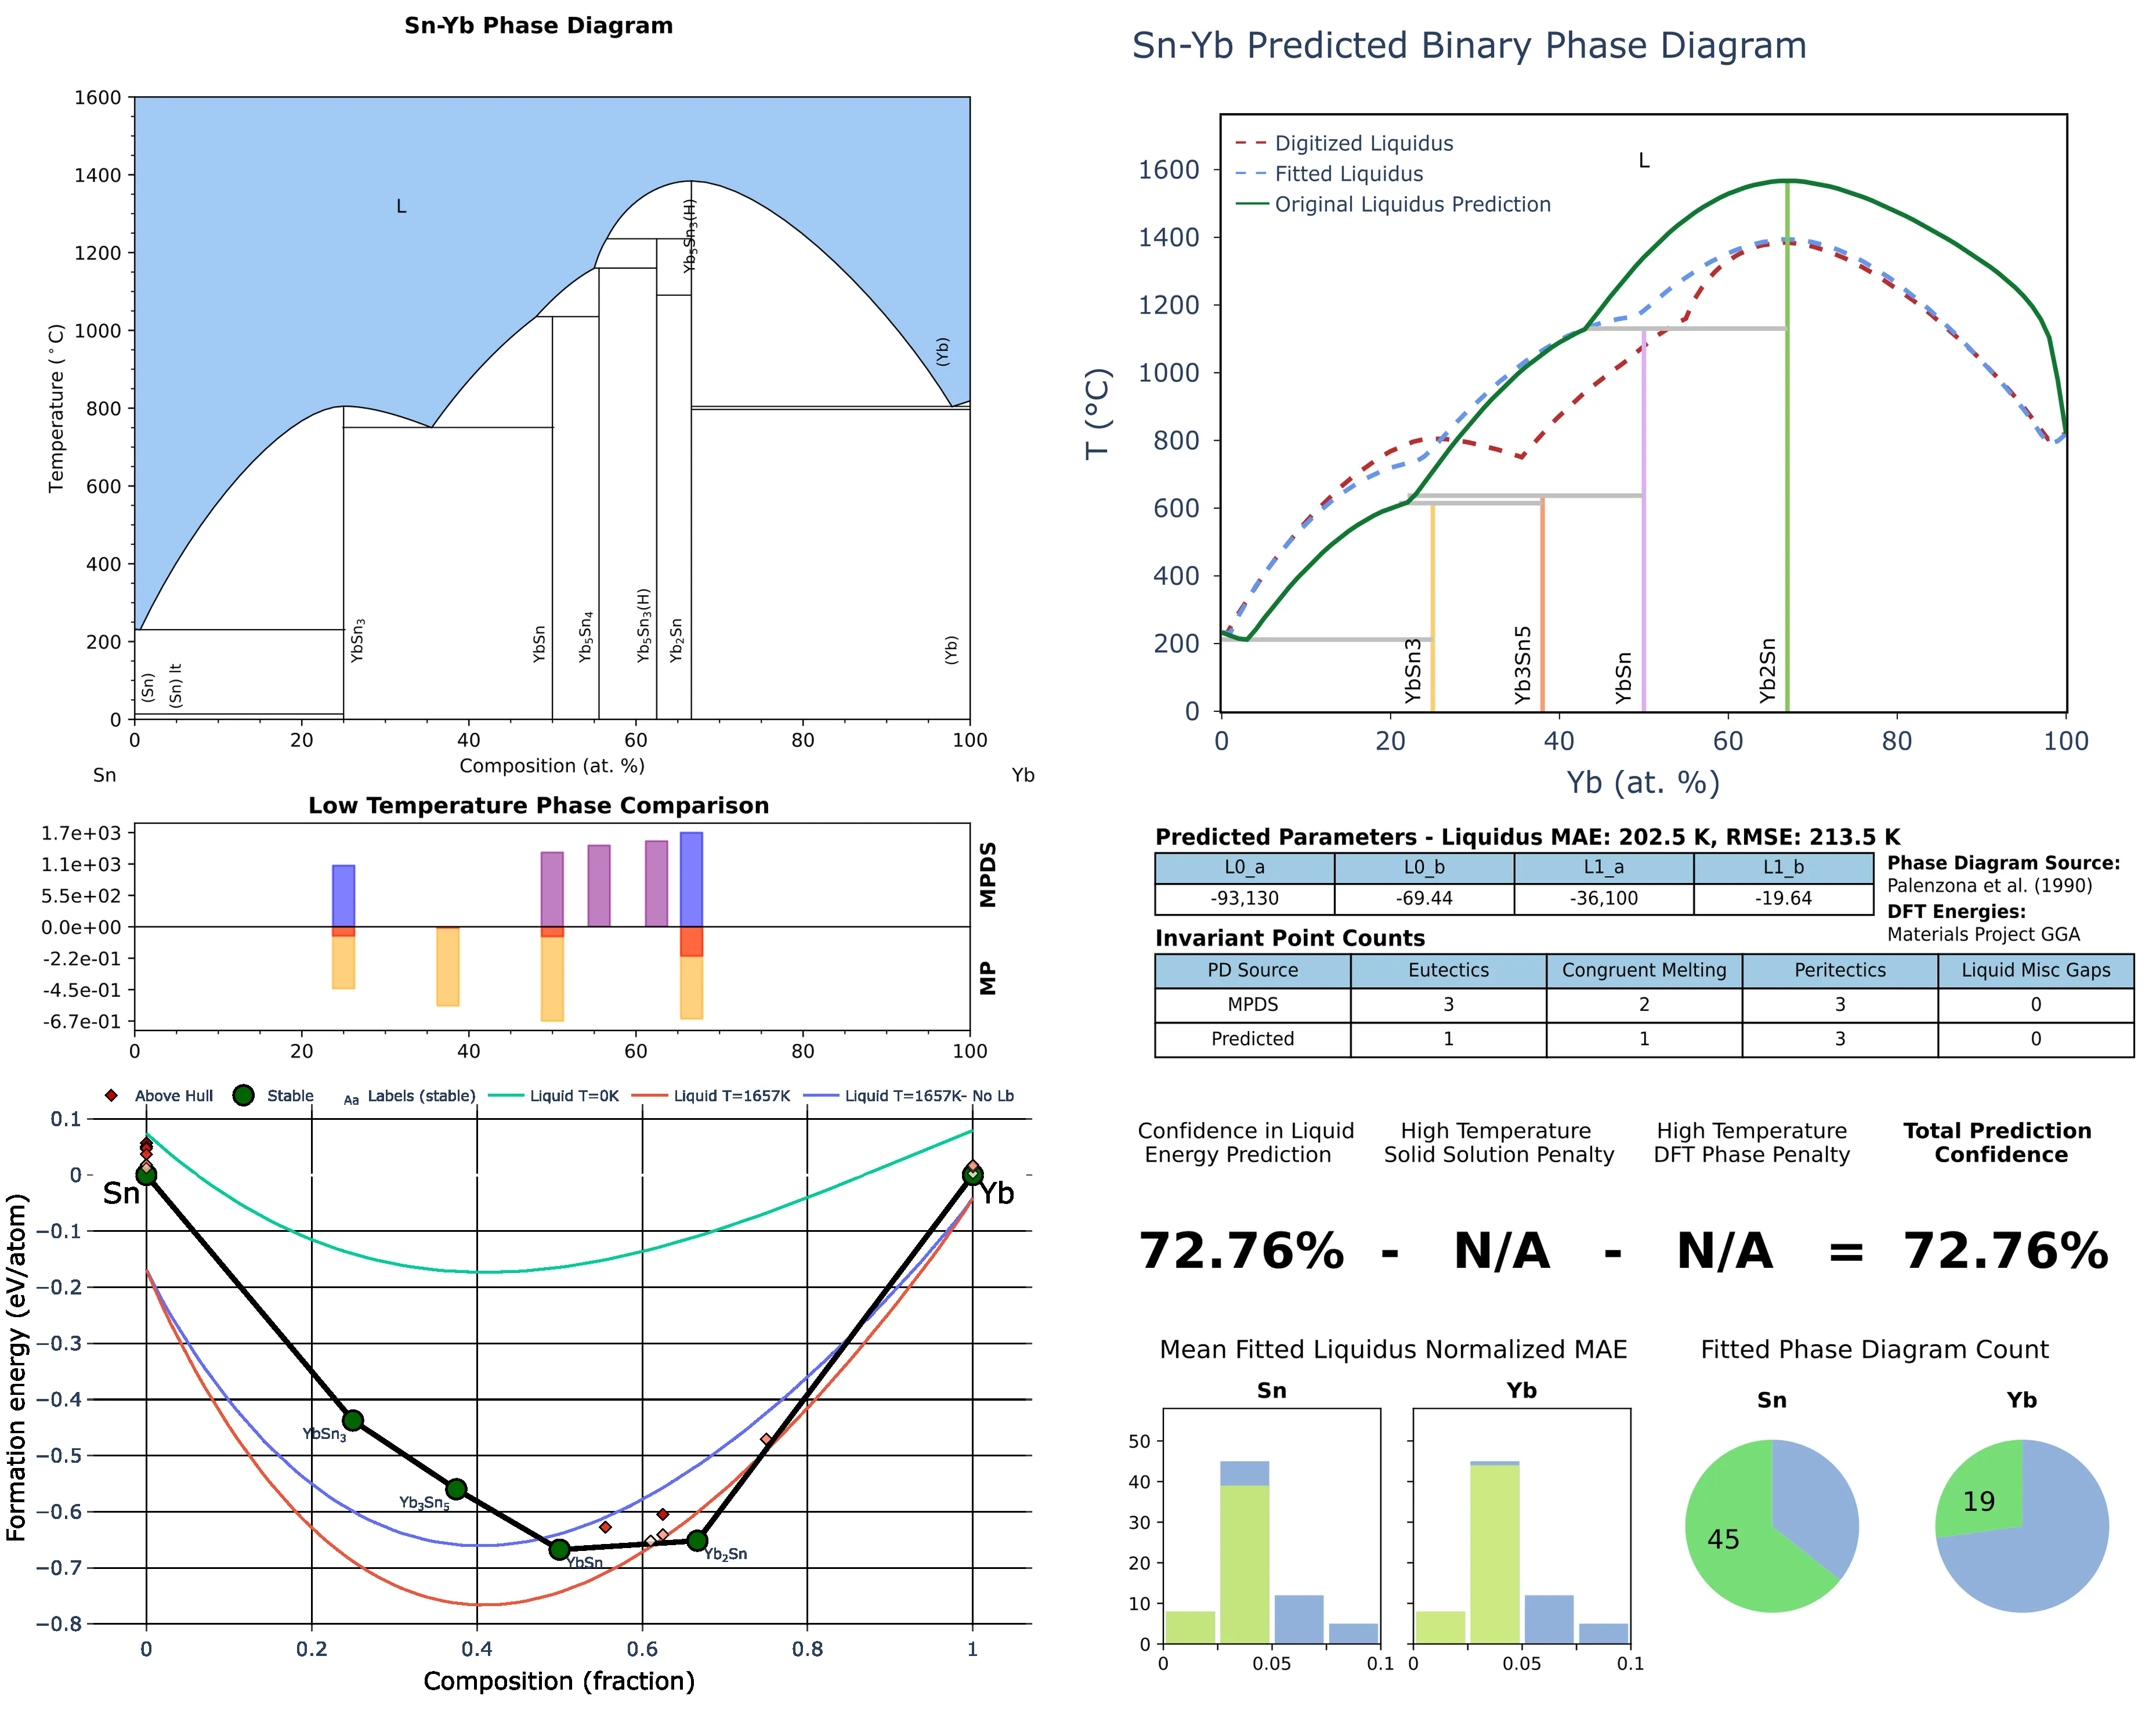 Sn-Yb Phase Diagram
1600
1400
1200
1000
800
600
400
200
0
Temperature (°C)
L
Yb5Sn3(H)
(Yb)
(Sn)
(Sn) lt
YbSn3
YbSn
Yb5Sn4
Yb5Sn3(H)
Yb2Sn
(Yb)
0 20 40 60 80 100
Composition (at. %)
Sn Yb
Sn-Yb Predicted Binary Phase Diagram
Digitized Liquidus
Fitted Liquidus
Original Liquidus Prediction
L
1600
1400
1200
1000
800
600
400
200
0
T (°C)
YbSn3
Yb3Sn5
YbSn
Yb2Sn
0 20 40 60 80 100
Yb (at. %)
Low Temperature Phase Comparison
1.7e+03
1.1e+03
5.5e+02
0.0e+00
-2.2e-01
-4.5e-01
-6.7e-01
MPDS
MP
0 20 40 60 80 100
Predicted Parameters - Liquidus MAE: 202.5 K, RMSE: 213.5 K
L0_a L0_b L1_a L1_b
-93,130 -69.44 -36,100 -19.64
Phase Diagram Source:
Palenzona et al. (1990)
DFT Energies:
Materials Project GGA
Invariant Point Counts
PD Source Eutectics Congruent Melting Peritectics Liquid Misc Gaps
MPDS 3 2 3 0
Predicted 1 1 3 0
Above Hull Stable Aa Labels (stable) Liquid T=0K Liquid T=1657K Liquid T=1657K- No Lb
0.1
0
−0.1
−0.2
−0.3
−0.4
−0.5
−0.6
−0.7
−0.8
Formation energy (eV/atom)
Sn
Yb
YbSn3
Yb3Sn5
YbSn
Yb2Sn
0 0.2 0.4 0.6 0.8 1
Composition (fraction)
Confidence in Liquid
Energy Prediction
High Temperature
Solid Solution Penalty
High Temperature
DFT Phase Penalty
Total Prediction
Confidence
72.76% - N/A - N/A = 72.76%
Mean Fitted Liquidus Normalized MAE
Sn Yb
50
40
30
20
10
0
0 0.05 0.1
0 0.05 0.1
Fitted Phase Diagram Count
Sn Yb
45
19